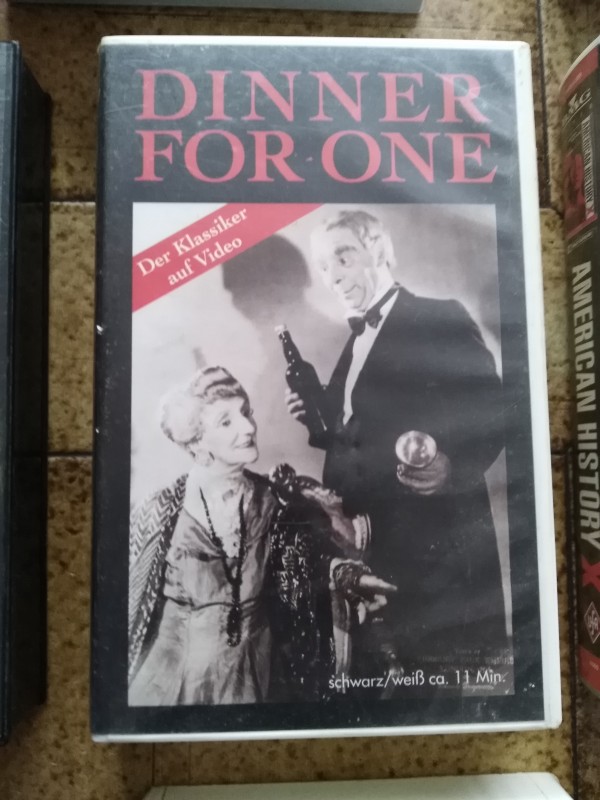 DINNER
FOR ONE
Der Klassiker
auf Video
schwarz/weiß ca. 11 Min.
AMERICAN HISTORY X